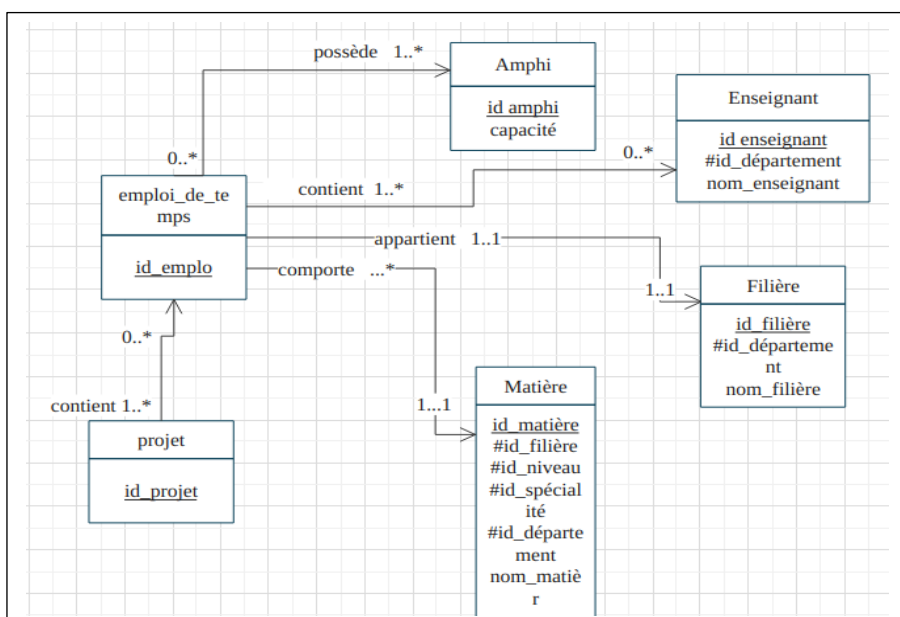 possède 1..*
Amphi
id amphi
capacité
0..*
Enseignant
id enseignant
#id_département
nom_enseignant
0..*
emploi_de_te
mps
id_emplo
contient 1..*
appartient 1..1
comporte ...*
1..1
Filière
id_filière
#id_départeme
nt
nom_filière
0..*
contient 1..*
projet
id_projet
1...1
Matière
id_matière
#id_filière
#id_niveau
#id_spécial
ité
#id_départe
ment
nom_matièr
r